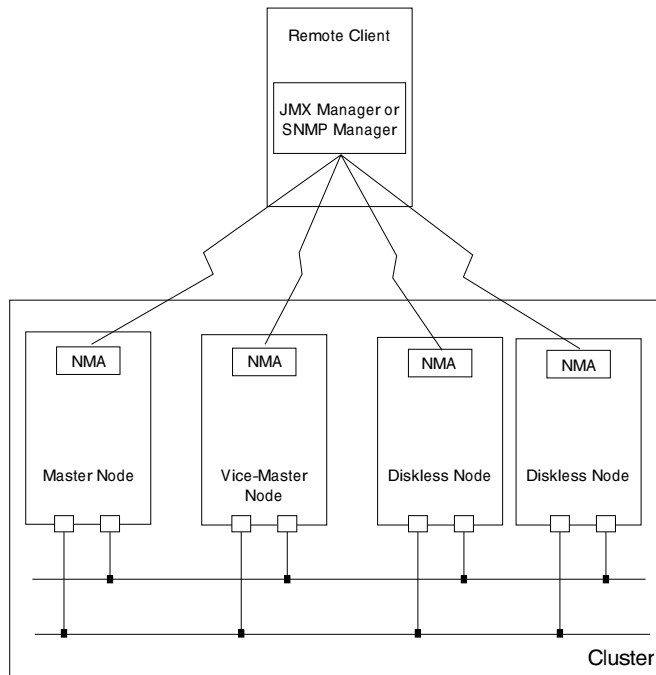 Remote Client
JMX Manager or
SNMP Manager
NMA
NMA
NMA
NMA
Master Node
Vice-Master
Node
Diskless Node
Diskless Node
Cluster